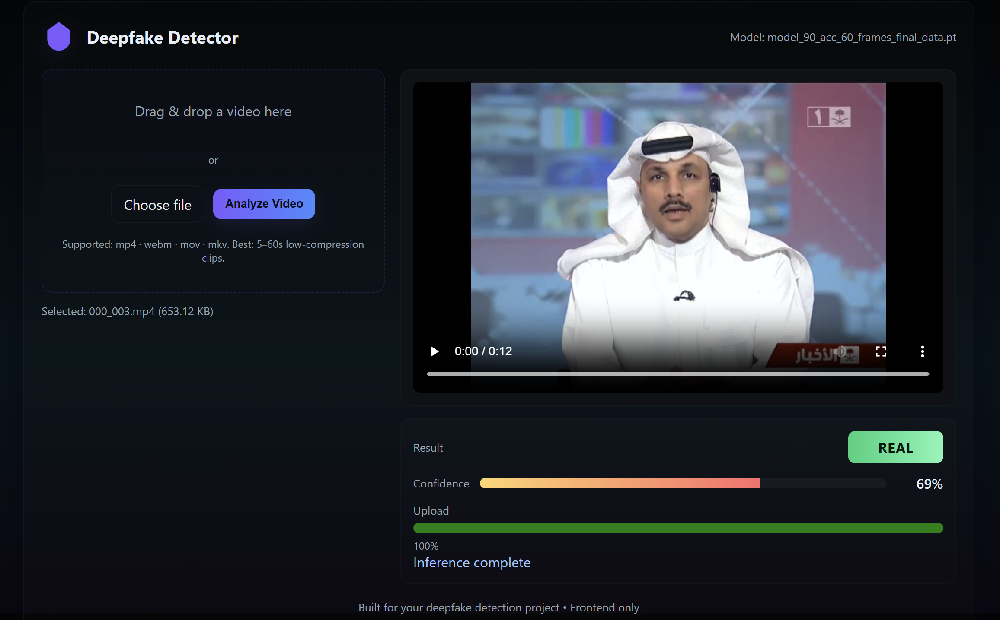 Deepfake Detector
Model: model_90_acc_60_frames_final_data.pt
Drag & drop a video here
or
Choose file
Analyze Video
Supported: mp4 · webm · mov · mkv. Best: 5–60s low-compression
clips.
Selected: 000_003.mp4 (653.12 KB)
١
0:00 / 0:12
الأخبار
Result
REAL
Confidence
69%
Upload
100%
Inference complete
Built for your deepfake detection project • Frontend only